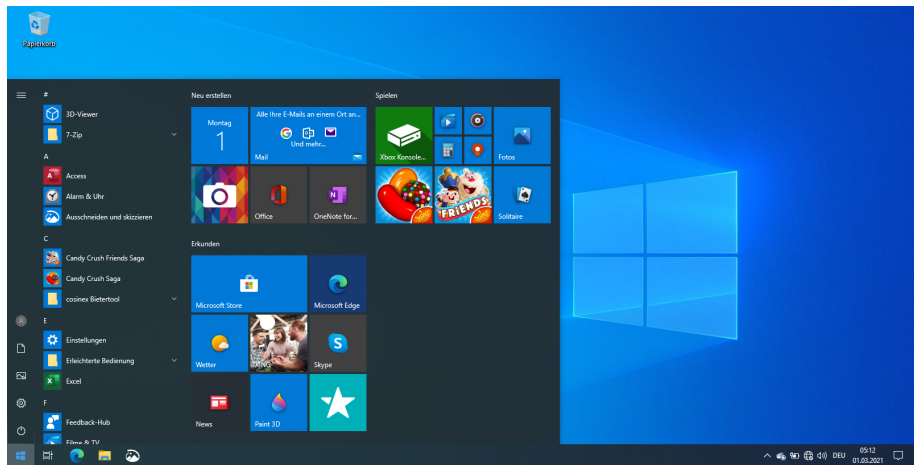 Papierkorb
#
3D-Viewer
7-Zip
A
Access
Alarm & Uhr
Ausschneiden und skizzieren
C
Candy Crush Friends Saga
Candy Crush Saga
cosinex Bietertool
E
Einstellungen
Erleichterte Bedienung
Excel
F
Feedback-Hub
Filme & TV
Neu erstellen
Montag
1
Alle Ihre E-Mails an einem Ort an...
Und mehr...
Mail
Office
OneNote for...
Spielen
Xbox Konsole...
Fotos
FRIENDS
Solitaire
Erkunden
Microsoft Store
Microsoft Edge
Wetter
XING
Skype
News
Paint 3D
DEU
05:12
01.03.2021